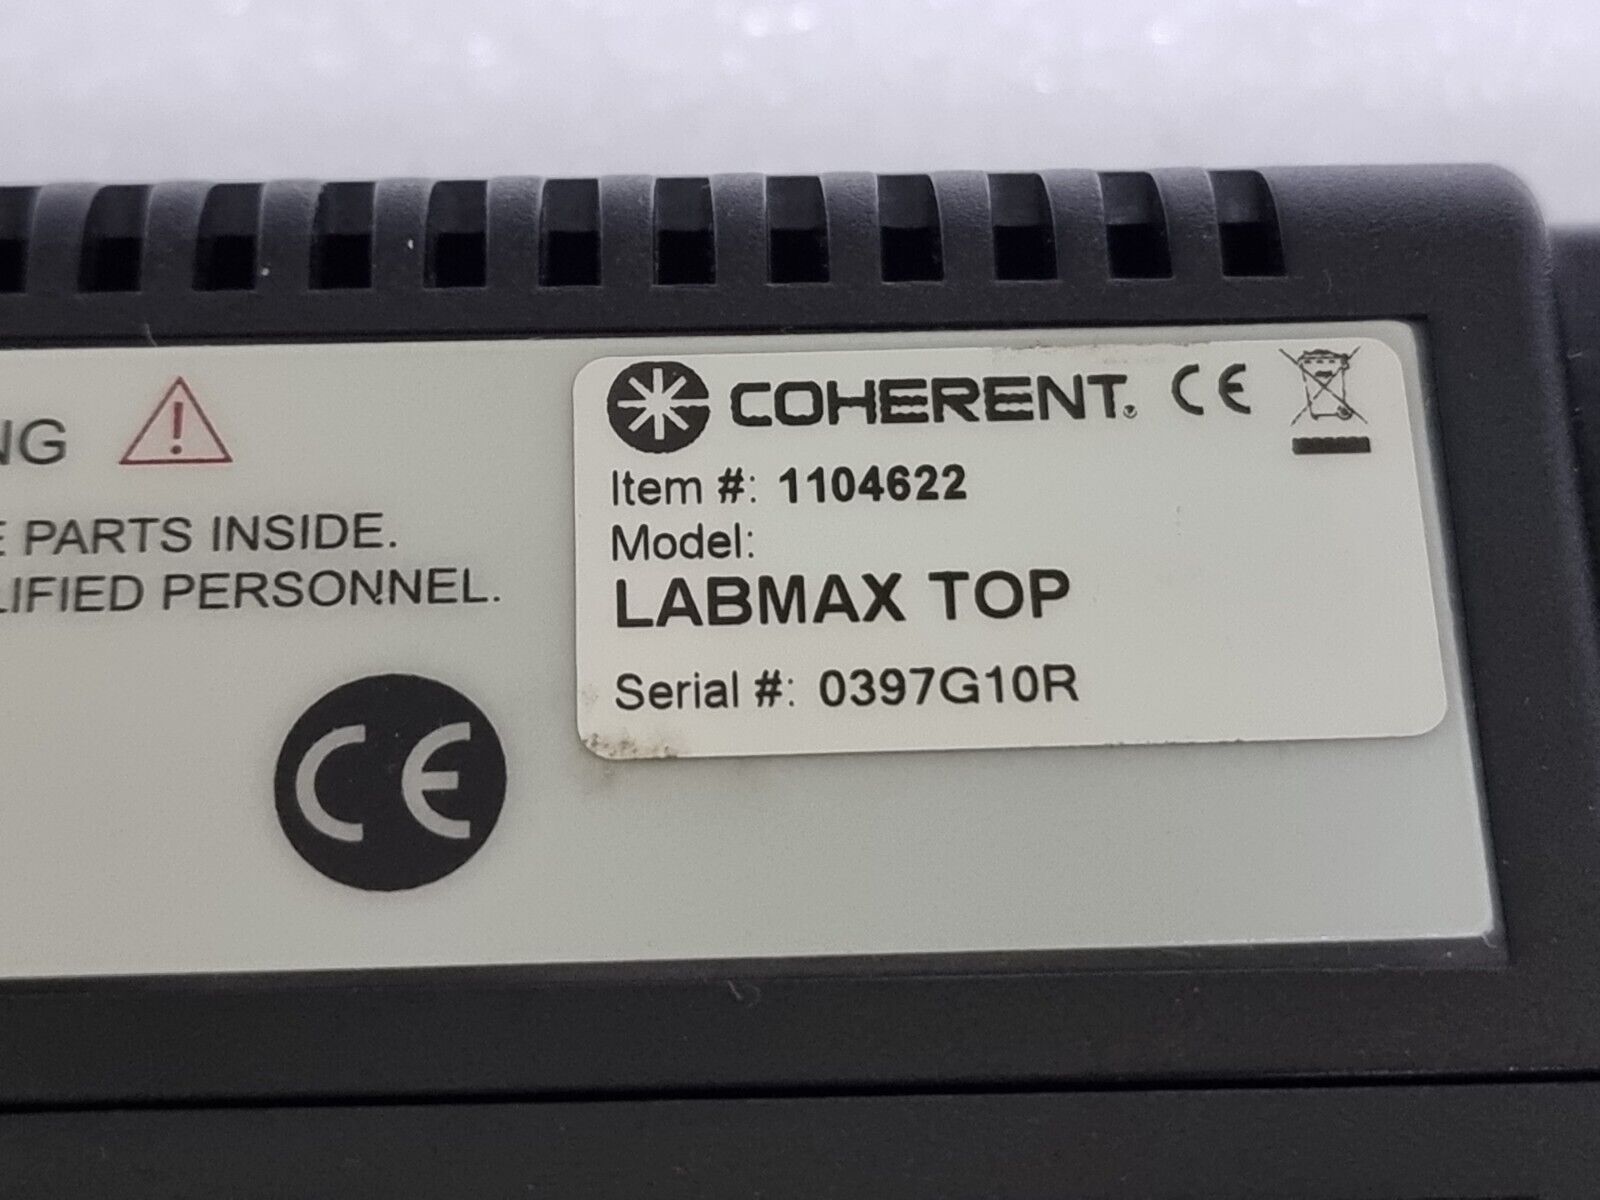 NG
E PARTS INSIDE.
LIFIED PERSONNEL.
CE
COHERENT. CE
Item #: 1104622
Model:
LABMAX TOP
Serial #: 0397G10R